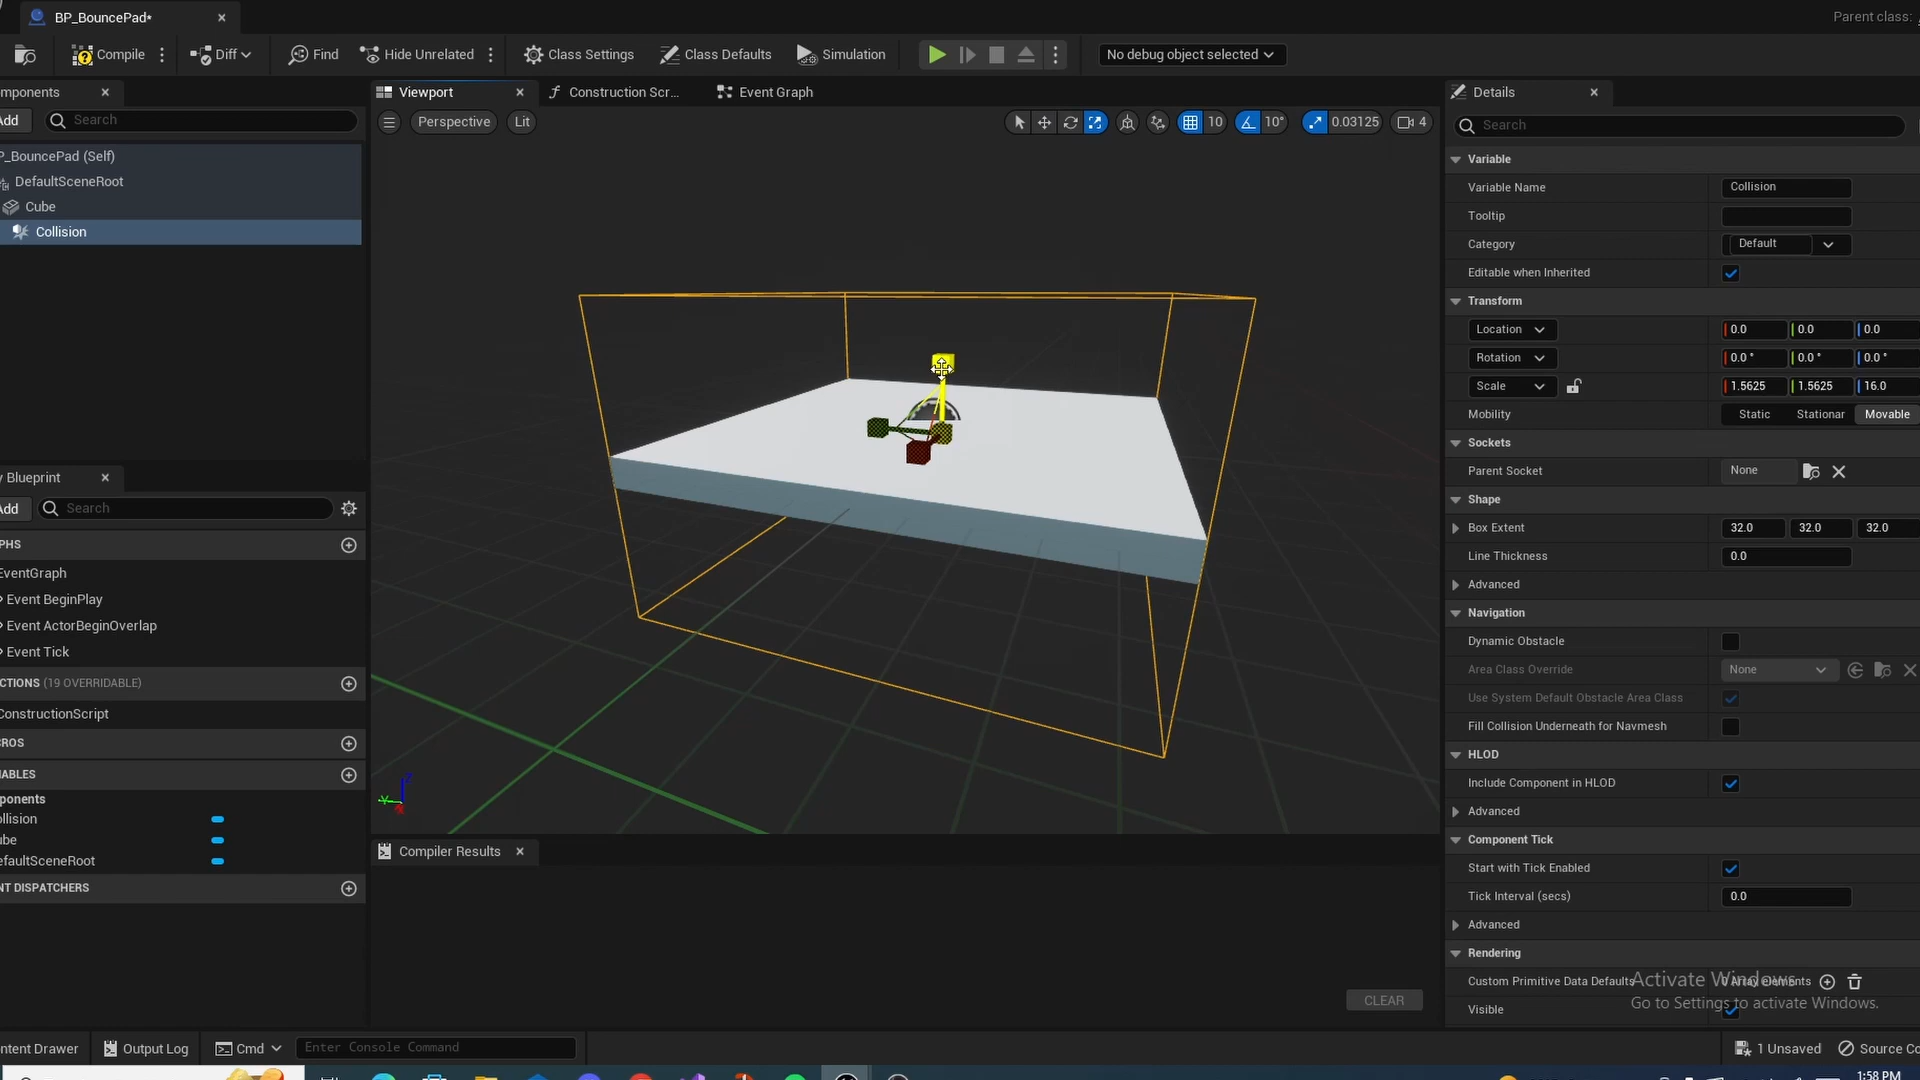 BP_BouncePad*
Parent class:
Compile
Diff
Find
Hide Unrelated
Class Settings
Class Defaults
Simulation
No debug object selected
mponents
Viewport
Construction Scr...
Event Graph
Details
Add
Search
Perspective
Lit
10
10°
0.03125
4
Search
P_BouncePad (Self)
DefaultSceneRoot
Cube
Collision
Variable
Variable Name
Collision
Tooltip
Category
Default
Editable when Inherited
Transform
Location
0.0
0.0
0.0
Rotation
0.0 °
0.0 °
0.0 °
Scale
1.5625
1.5625
16.0
Mobility
Static
Stationar
Movable
Sockets
Parent Socket
None
Shape
Box Extent
32.0
32.0
32.0
Line Thickness
0.0
Advanced
Navigation
Dynamic Obstacle
Area Class Override
None
Use System Default Obstacle Area Class
Fill Collision Underneath for Navmesh
HLOD
Include Component in HLOD
Advanced
Component Tick
Start with Tick Enabled
Tick Interval (secs)
0.0
Advanced
Rendering
Custom Primitive Data Defaults
0 Array elements
Visible
y Blueprint
Add
Search
PHS
EventGraph
Event BeginPlay
Event ActorBeginOverlap
Event Tick
CTIONS (19 OVERRIDABLE)
ConstructionScript
ROS
IABLES
ponents
ollision
ube
efaultSceneRoot
NT DISPATCHERS
Compiler Results
CLEAR
Activate Windows
Go to Settings to activate Windows.
ntent Drawer
Output Log
Cmd
Enter Console Command
1 Unsaved
Source Co
1:58 PM